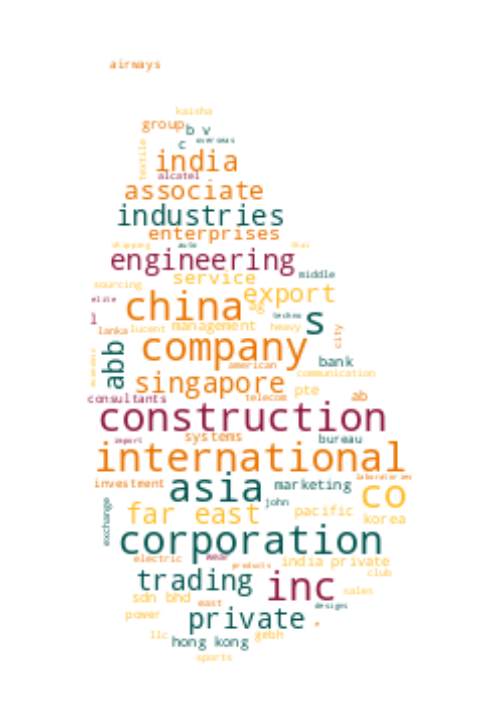 airways
kaisha
group
b v
overseas
c
textile
india
alcatel
associate
industries
enterprises
shipping
auto
thai
engineering
middle
service
sourcing
export
elite
china
ag
techno
s
l
lanka
lucent
management
heavy
city
company
bank
american
abb
communication
economic
singapore
pte
ab
consultants
telecom
construction
systems
bureau
import
international
laboratories
investment
asia
marketing
co
john
exchange
far east
pacific
korea
corporation
electric
wear
products
india private
club
trading
inc
sales
sdn bhd
east
designs
power
private
.
llc
hong kong
gmbh
sports